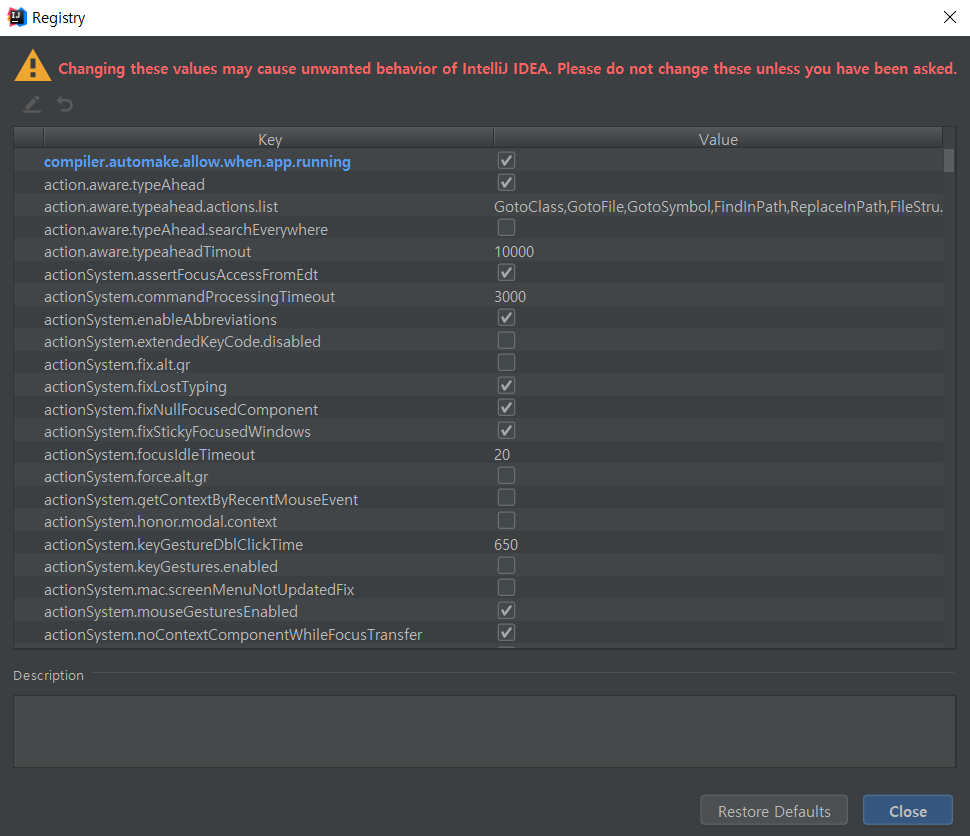 Registry
Changing these values may cause unwanted behavior of IntelliJ IDEA. Please do not change these unless you have been asked.
Key Value
compiler.automake.allow.when.app.running
action.aware.typeAhead
action.aware.typeahead.actions.list GotoClass,GotoFile,GotoSymbol,FindInPath,ReplaceInPath,FileStru.
action.aware.typeAhead.searchEverywhere
action.aware.typeaheadTimout 10000
actionSystem.assertFocusAccessFromEdt
actionSystem.commandProcessingTimeout 3000
actionSystem.enableAbbreviations
actionSystem.extendedKeyCode.disabled
actionSystem.fix.alt.gr
actionSystem.fixLostTyping
actionSystem.fixNullFocusedComponent
actionSystem.fixStickyFocusedWindows
actionSystem.focusIdleTimeout 20
actionSystem.force.alt.gr
actionSystem.getContextByRecentMouseEvent
actionSystem.honor.modal.context
actionSystem.keyGestureDblClickTime 650
actionSystem.keyGestures.enabled
actionSystem.mac.screenMenuNotUpdatedFix
actionSystem.mouseGesturesEnabled
actionSystem.noContextComponentWhileFocusTransfer
Description
Restore Defaults Close